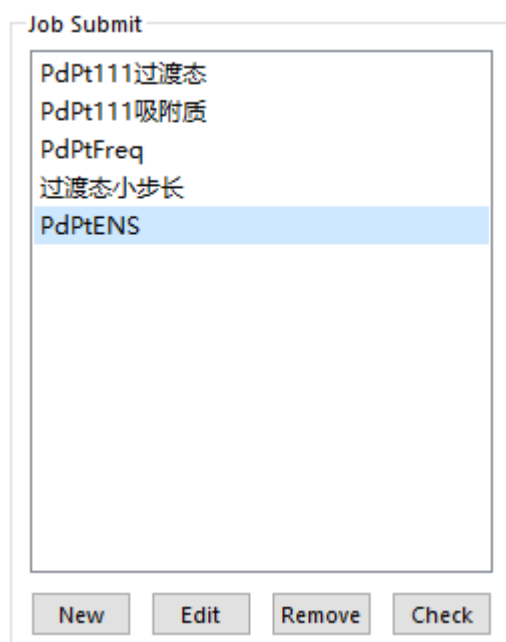 Job Submit
PdPt111过渡态
PdPt111吸附质
PdPtFreq
过渡态小步长
PdPtENS
New Edit Remove Check